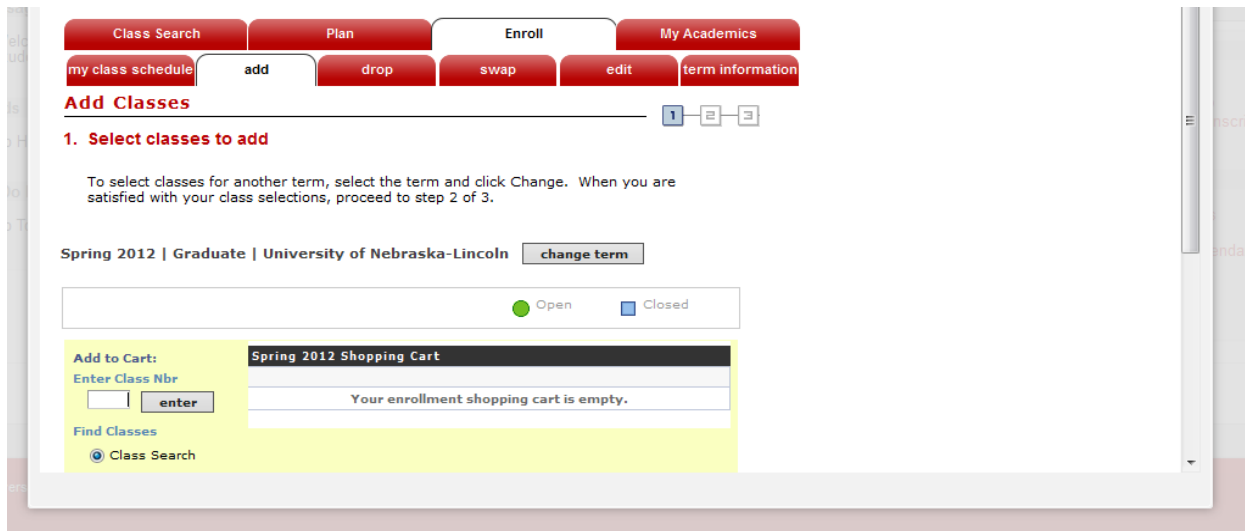 Class Search Plan Enroll My Academics
my class schedule add drop swap edit term information
Add Classes
1 2 3
1. Select classes to add
To select classes for another term, select the term and click Change. When you are
satisfied with your class selections, proceed to step 2 of 3.
Spring 2012 | Graduate | University of Nebraska-Lincoln change term
Open Closed
Add to Cart:
Spring 2012 Shopping Cart
Enter Class Nbr
enter
Your enrollment shopping cart is empty.
Find Classes
Class Search